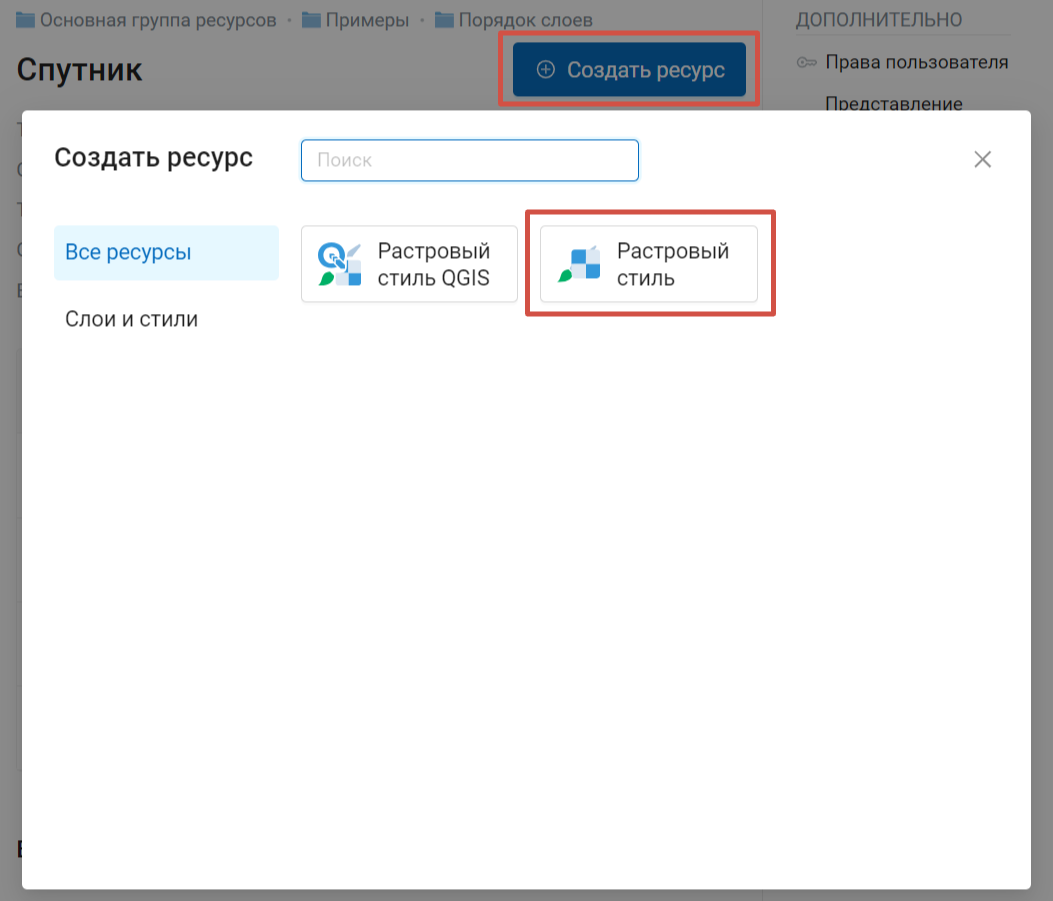 Основная группа ресурсов • Примеры • Порядок слоев
ДОПОЛНИТЕЛЬНО
Спутник
Создать ресурс
Права пользователя
Представление
Создать ресурс
Поиск
Все ресурсы
Слои и стили
Растровый
стиль QGIS
Растровый
стиль